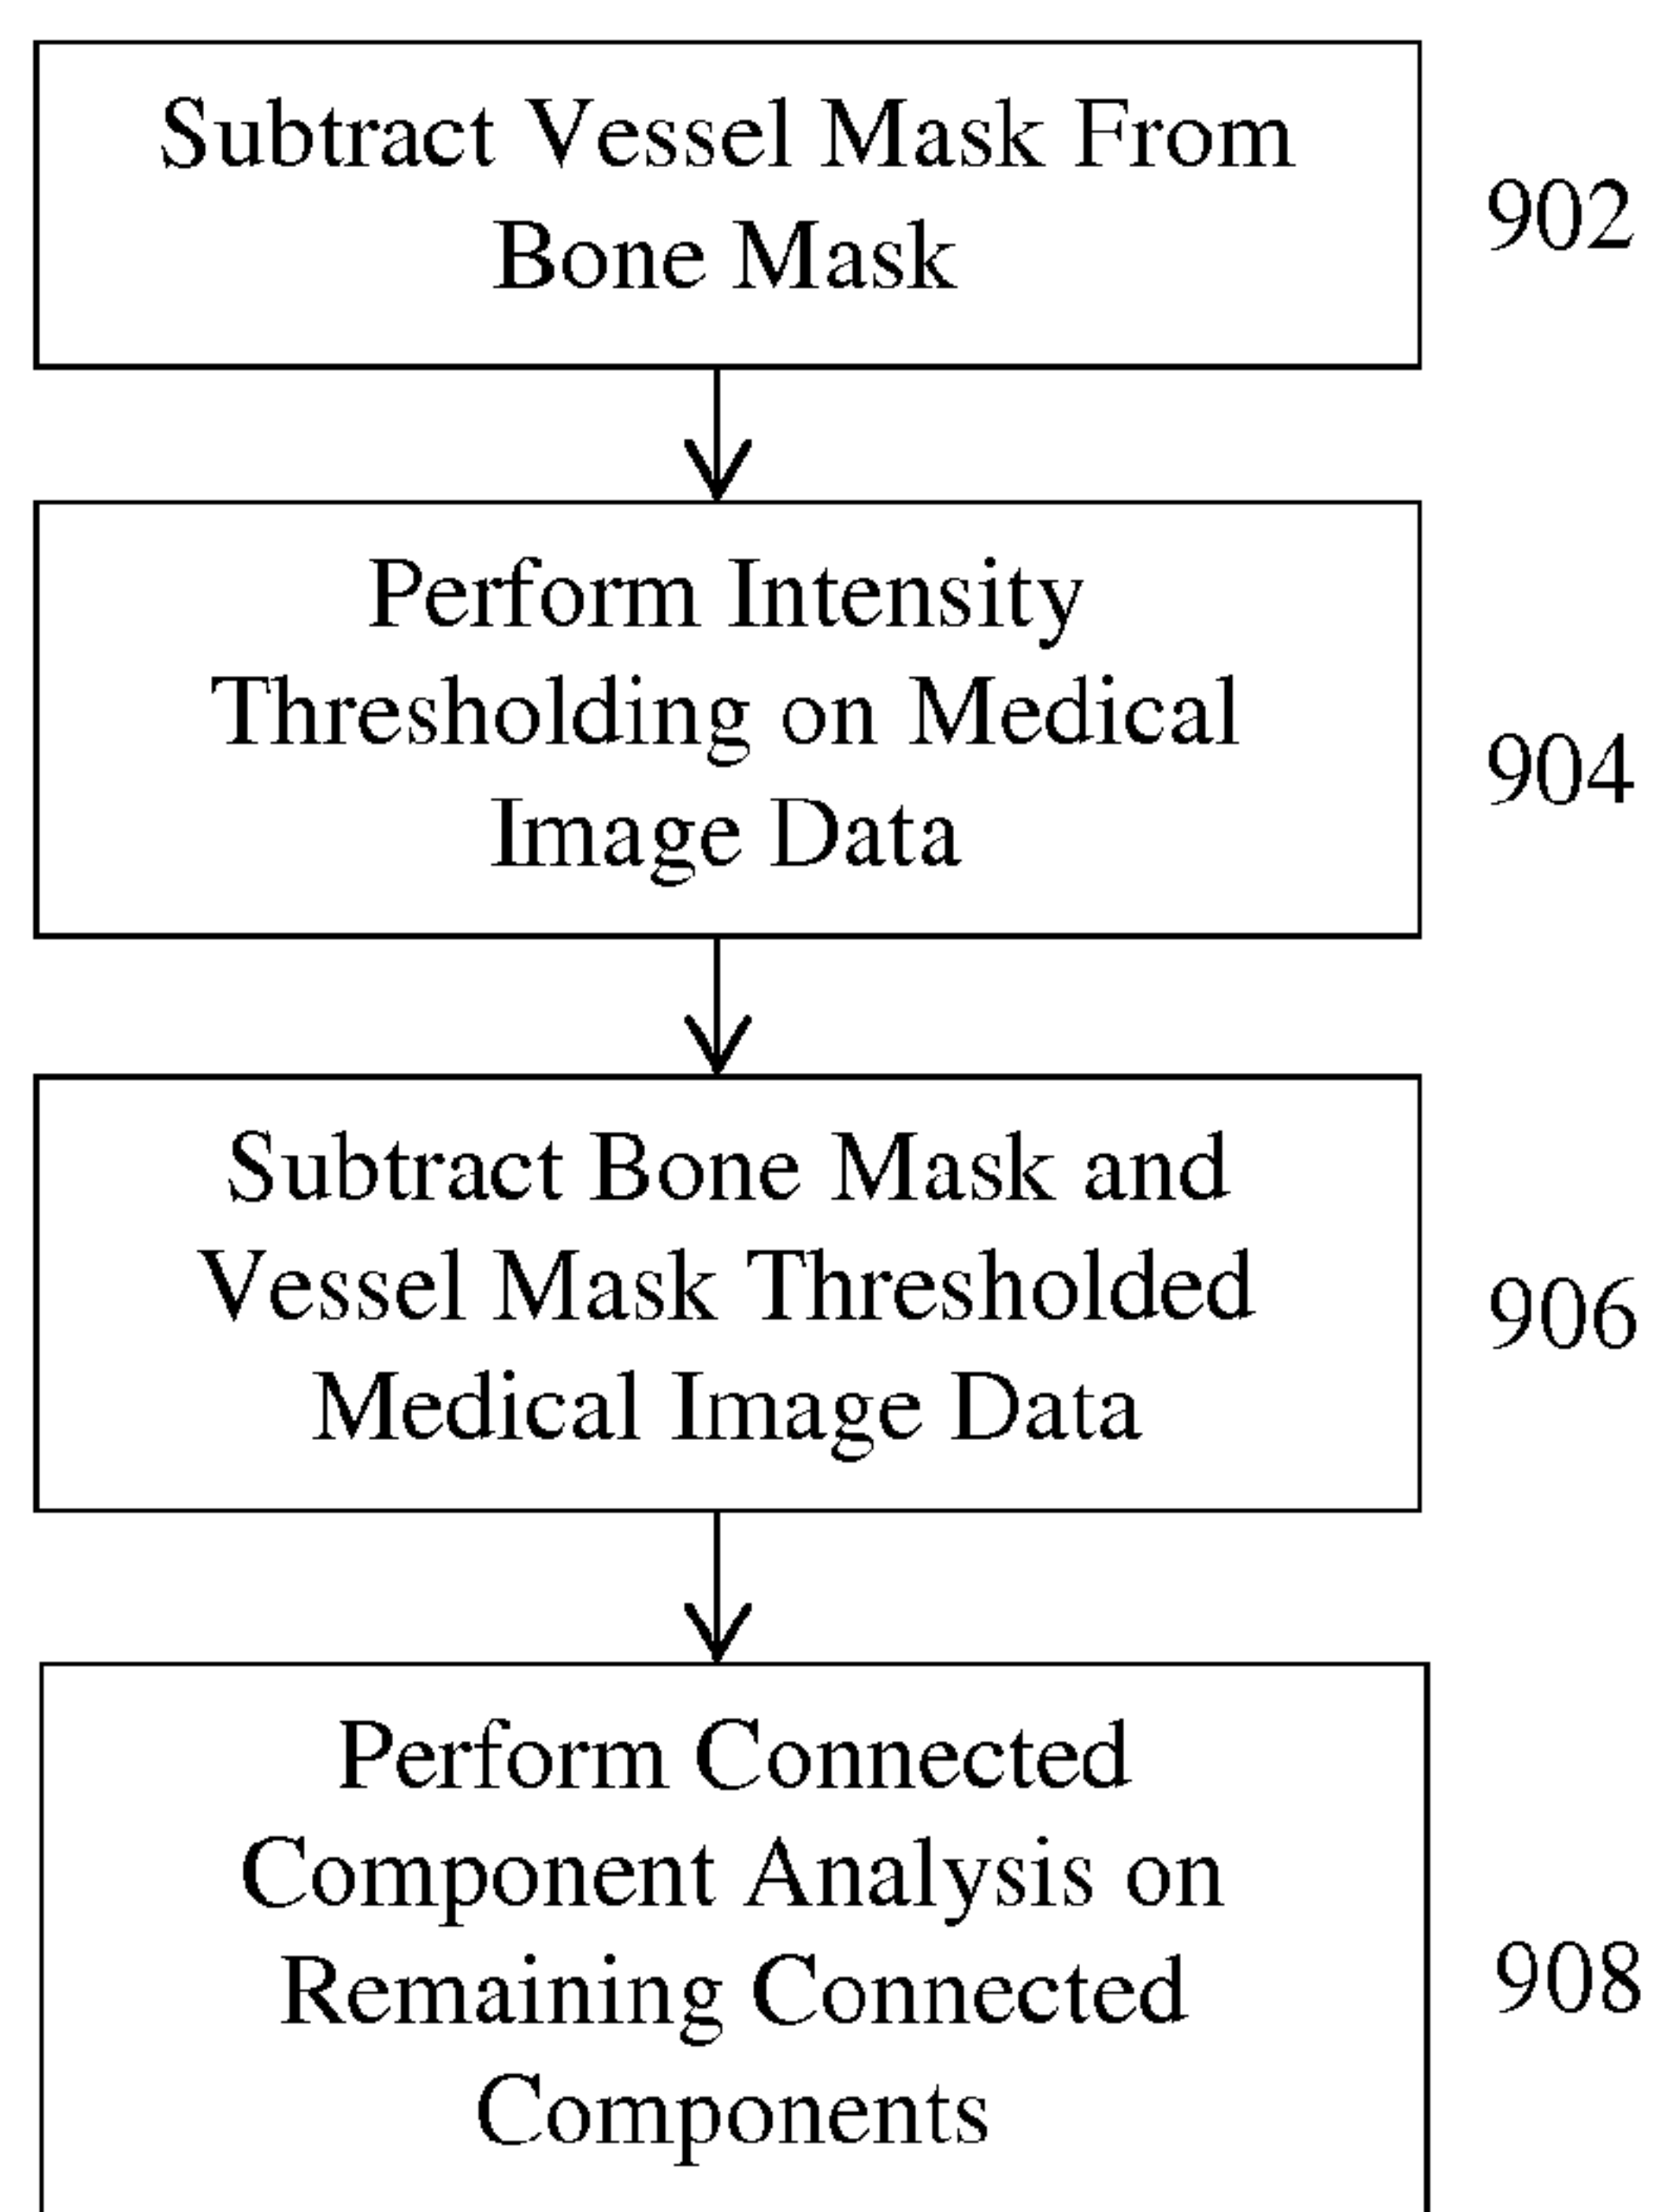 Subtract Vessel Mask From
Bone Mask
902
Perform Intensity
Thresholding on Medical
Image Data
904
Subtract Bone Mask and
Vessel Mask Thresholded
Medical Image Data
906
Perform Connected
Component Analysis on
Remaining Connected
Components
908